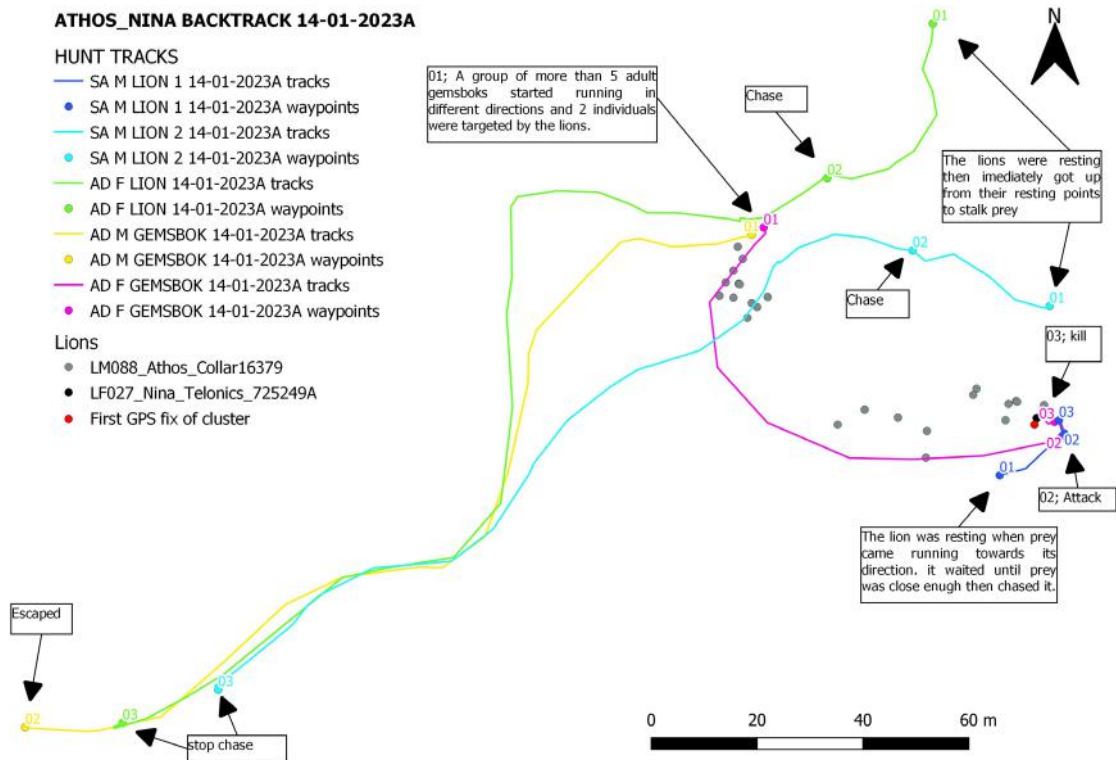 ATHOS_NINA BACKTRACK 14-01-2023A
HUNT TRACKS
SA M LION 1 14-01-2023A tracks
SA M LION 1 14-01-2023A waypoints
SA M LION 2 14-01-2023A tracks
SA M LION 2 14-01-2023A waypoints
AD F LION 14-01-2023A tracks
AD F LION 14-01-2023A waypoints
AD M GEMSBOK 14-01-2023A tracks
AD M GEMSBOK 14-01-2023A waypoints
AD F GEMSBOK 14-01-2023A tracks
AD F GEMSBOK 14-01-2023A waypoints
Lions
LM088_Athos_Collar16379
LF027_Nina_Telonics_725249A
First GPS fix of cluster
01; A group of more than 5 adult
gemsboks started running in
different directions and 2 individuals
were targeted by the lions.
Chase
01
N
02
The lions were resting
then imediately got up
from their resting points
to stalk prey
01
01
02
Chase
01
03; kill
03
03
02
02
01
02; Attack
The lion was resting when prey
came running towards its
direction. it waited until prey
was close enugh then chased it.
Escaped
02
03
03
stop chase
0
20
40
60 m